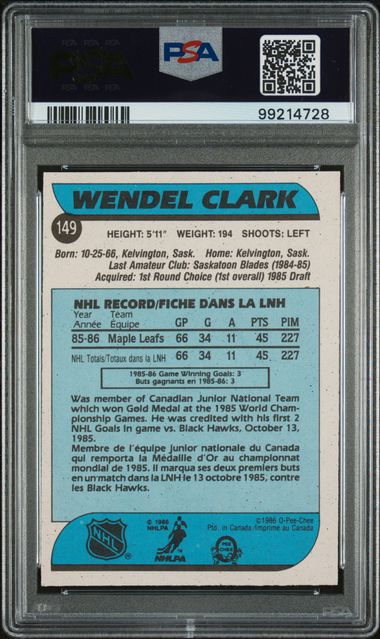 PSA
PSA
99214728
WENDEL CLARK
149
HEIGHT: 5'11" WEIGHT: 194 SHOOTS: LEFT
Born: 10-25-66, Kelvington, Sask. Home: Kelvington, Sask.
Last Amateur Club: Saskatoon Blades (1984-85)
Acquired: 1st Round Choice (1st overall) 1985 Draft
NHL RECORD/FICHE DANS LA LNH
Year Team
Année Équipe GP G A PTS PIM
85-86 Maple Leafs 66 34 11 45 227
NHL Totals/Totaux dans la LNH 66 34 11 45 227
1985-86 Game Winning Goals: 3
Buts gagnants en 1985-86: 3
Was member of Canadian Junior National Team
which won Gold Medal at the 1985 World Cham-
pionship Games. He was credited with his first 2
NHL Goals in game vs. Black Hawks, October 13,
1985.
Membre de l'équipe junior nationale du Canada
qui remporta la Médaille d'Or au championnat
mondial de 1985. Il marqua ses deux premiers buts
en un match dans la LNH le 13 octobre 1985, contre
les Black Hawks.
NHL
© 1986
NHLPA
NHLPA
O-PEE-CHEE
©1986 O-Pee-Chee
Ptd. in Canada/Imprimé au Canada